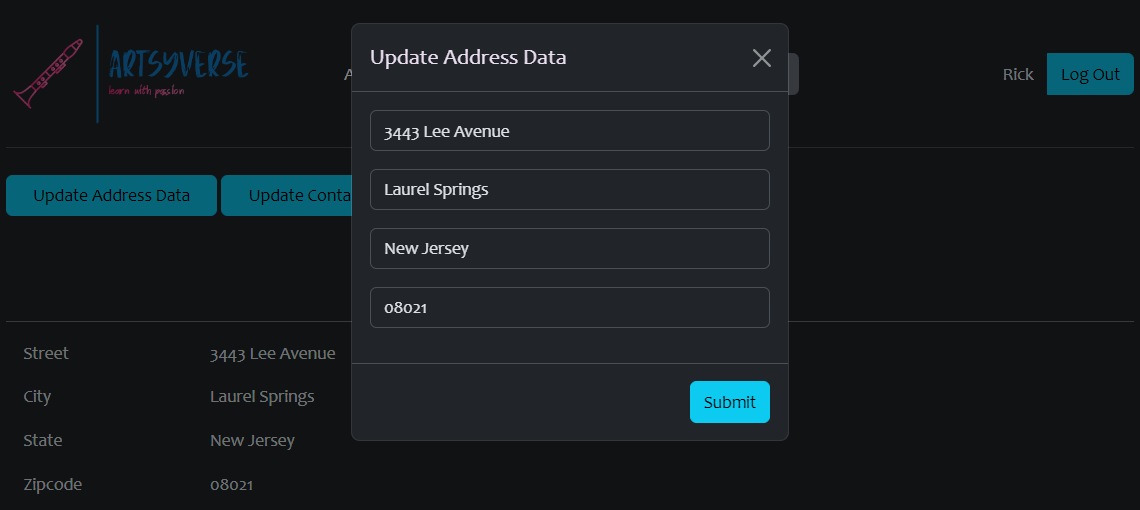 Update Address Data
ARTSYVERSE
learn with passion
Rick
Log Out
3443 Lee Avenue
Update Address Data
Update Conta
Laurel Springs
New Jersey
08021
Street 3443 Lee Avenue
City Laurel Springs
State New Jersey
Zipcode 08021
Submit